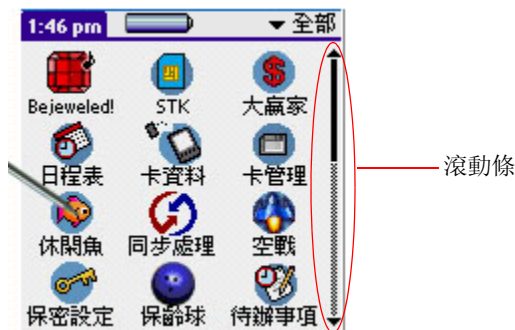 1:46 pm
全部
Bejeweled! STK 大贏家
日程表 卡資料 卡管理
滾動條
休閑魚 同步處理 空戰
保密設定 保齡球 待辦事項